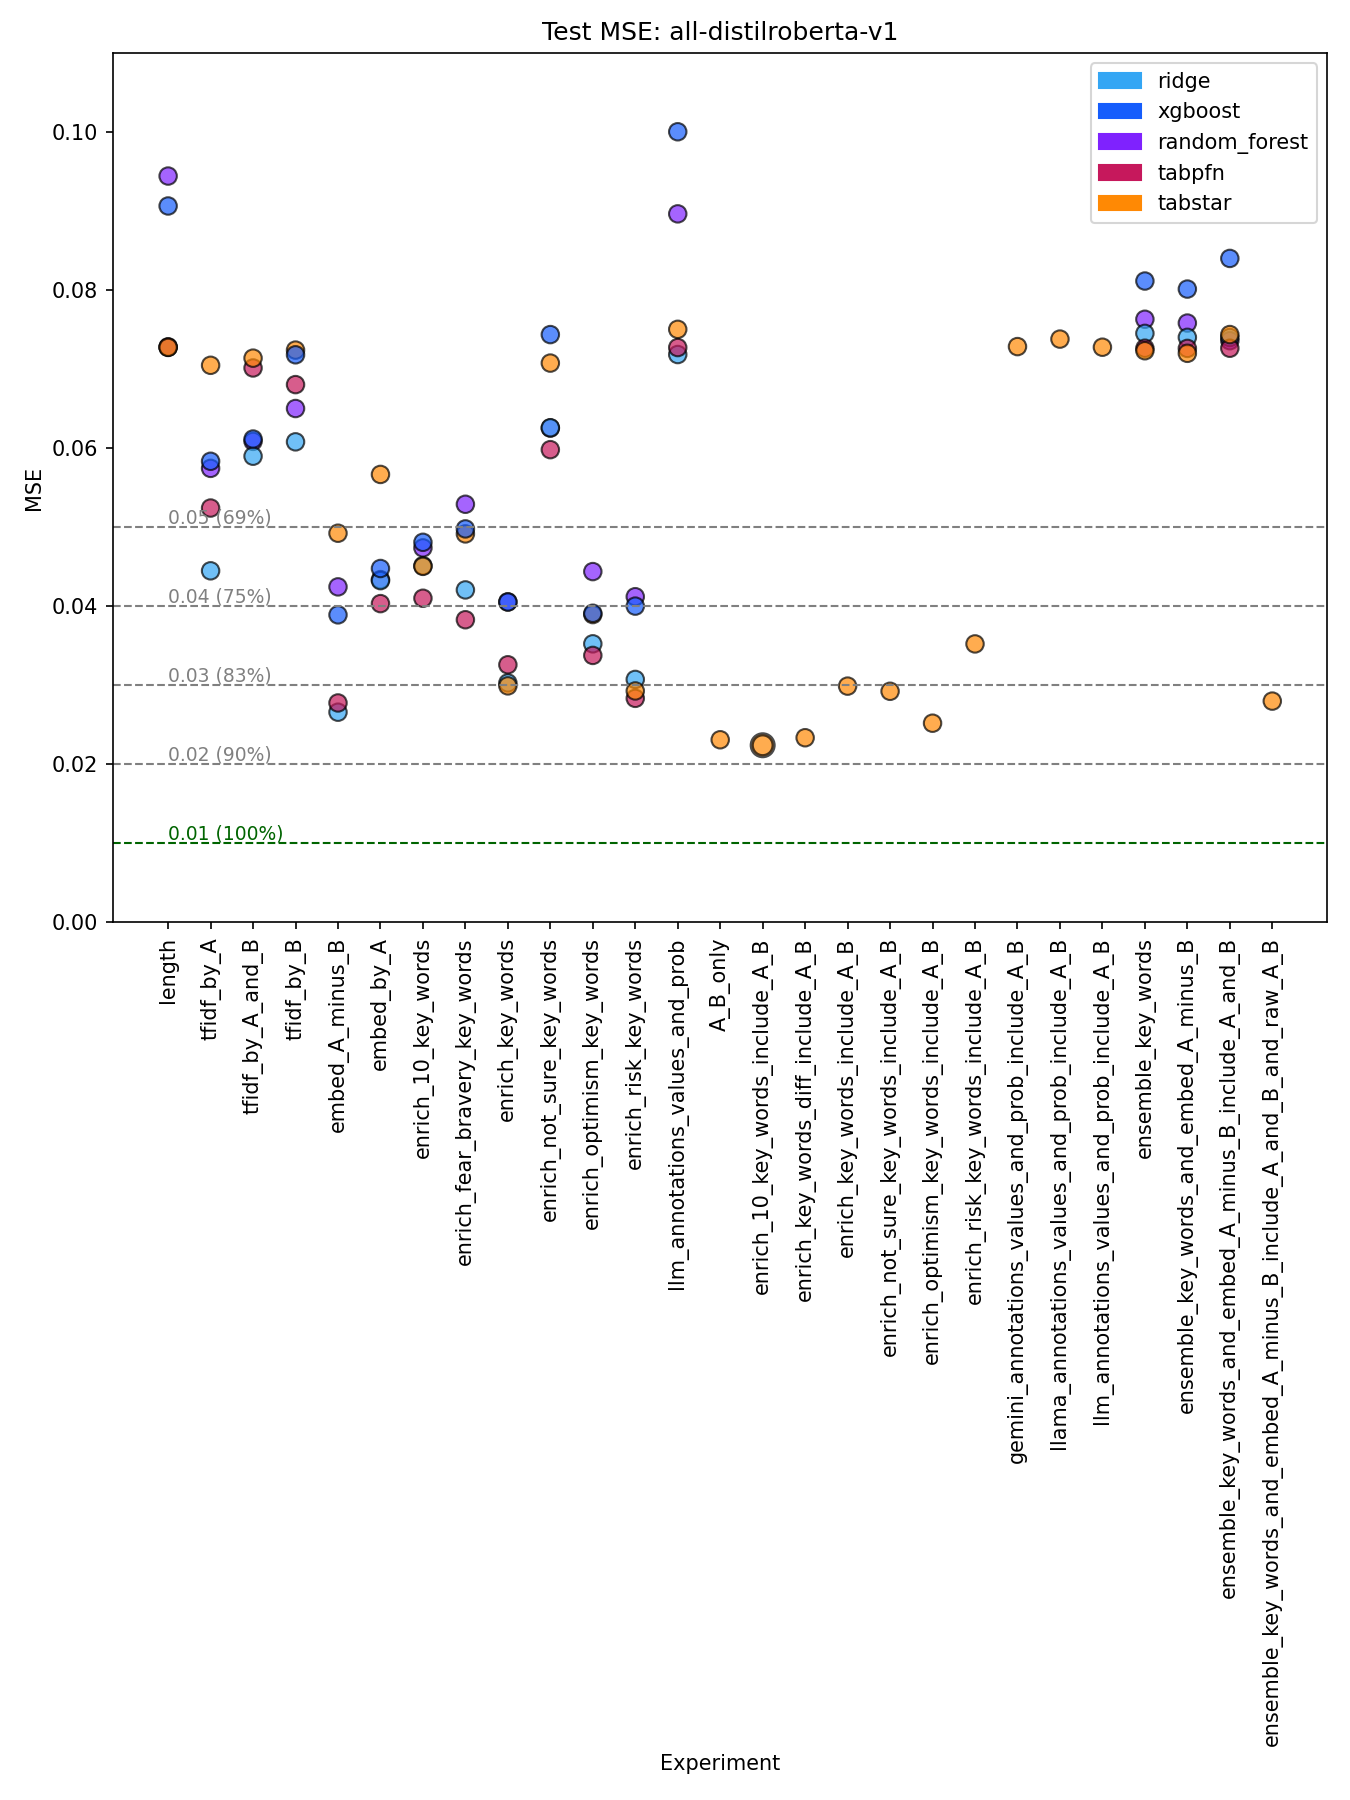 Test MSE: all-distilroberta-v1
ridge
xgboost
random_forest
tabpfn
tabstar
MSE
0.10
0.08
0.06
0.04
0.02
0.00
0.05 (69%)
0.04 (75%)
0.03 (83%)
0.02 (90%)
0.01 (100%)
length
tfidf_by_A
tfidf_by_A_and_B
tfidf_by_B
embed_A_minus_B
embed_by_A
enrich_10_key_words
enrich_fear_bravery_key_words
enrich_key_words
enrich_not_sure_key_words
enrich_optimism_key_words
enrich_risk_key_words
llm_annotations_values_and_prob
A_B_only
enrich_10_key_words_include_A_B
enrich_key_words_diff_include_A_B
enrich_key_words_include_A_B
enrich_not_sure_key_words_include_A_B
enrich_optimism_key_words_include_A_B
enrich_risk_key_words_include_A_B
gemini_annotations_values_and_prob_include_A_B
llama_annotations_values_and_prob_include_A_B
llm_annotations_values_and_prob_include_A_B
ensemble_key_words
ensemble_key_words_and_embed_A_minus_B
ensemble_key_words_and_embed_A_minus_B_include_A_and_B
ensemble_key_words_and_embed_A_minus_B_include_A_and_B_and_raw_A_B
Experiment